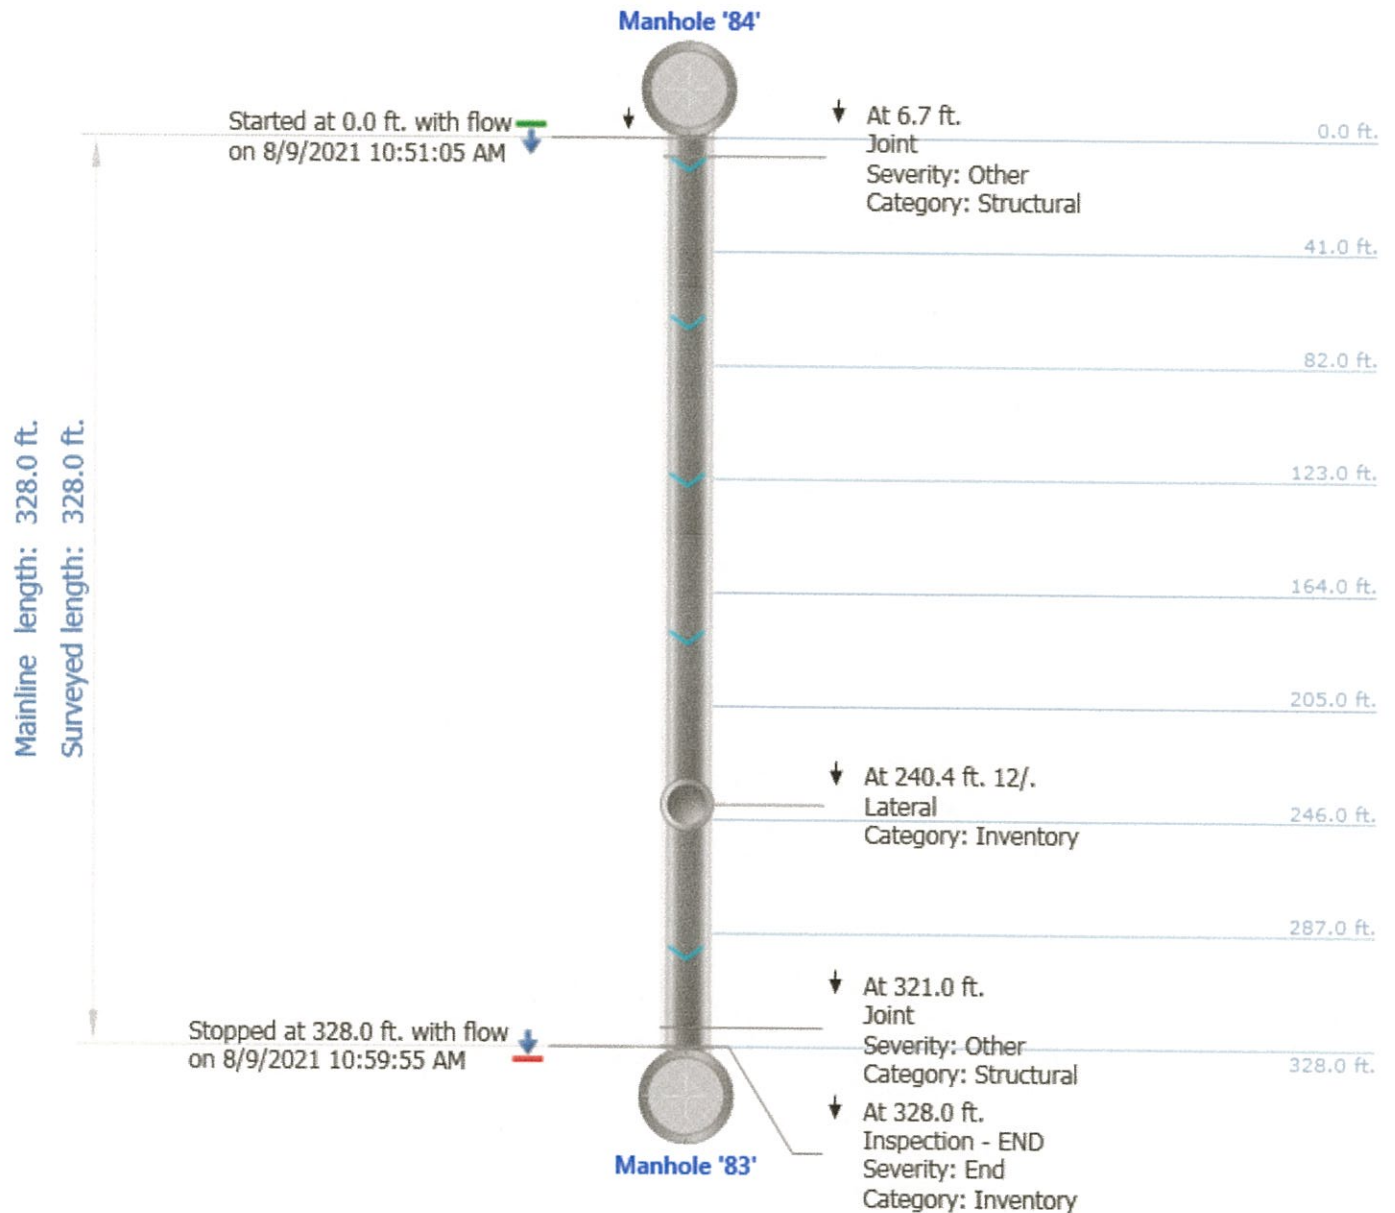 Manhole '84'
Started at 0.0 ft. with flow
on 8/9/2021 10:51:05 AM
At 6.7 ft.
Joint
Severity: Other
Category: Structural
0.0 ft.
41.0 ft.
82.0 ft.
123.0 ft.
164.0 ft.
205.0 ft.
Mainline length: 328.0 ft.
Surveyed length: 328.0 ft.
At 240.4 ft. 12/.
Lateral
Category: Inventory
246.0 ft.
287.0 ft.
At 321.0 ft.
Joint
Severity: Other
Category: Structural
Stopped at 328.0 ft. with flow
on 8/9/2021 10:59:55 AM
328.0 ft.
At 328.0 ft.
Inspection - END
Severity: End
Category: Inventory
Manhole '83'